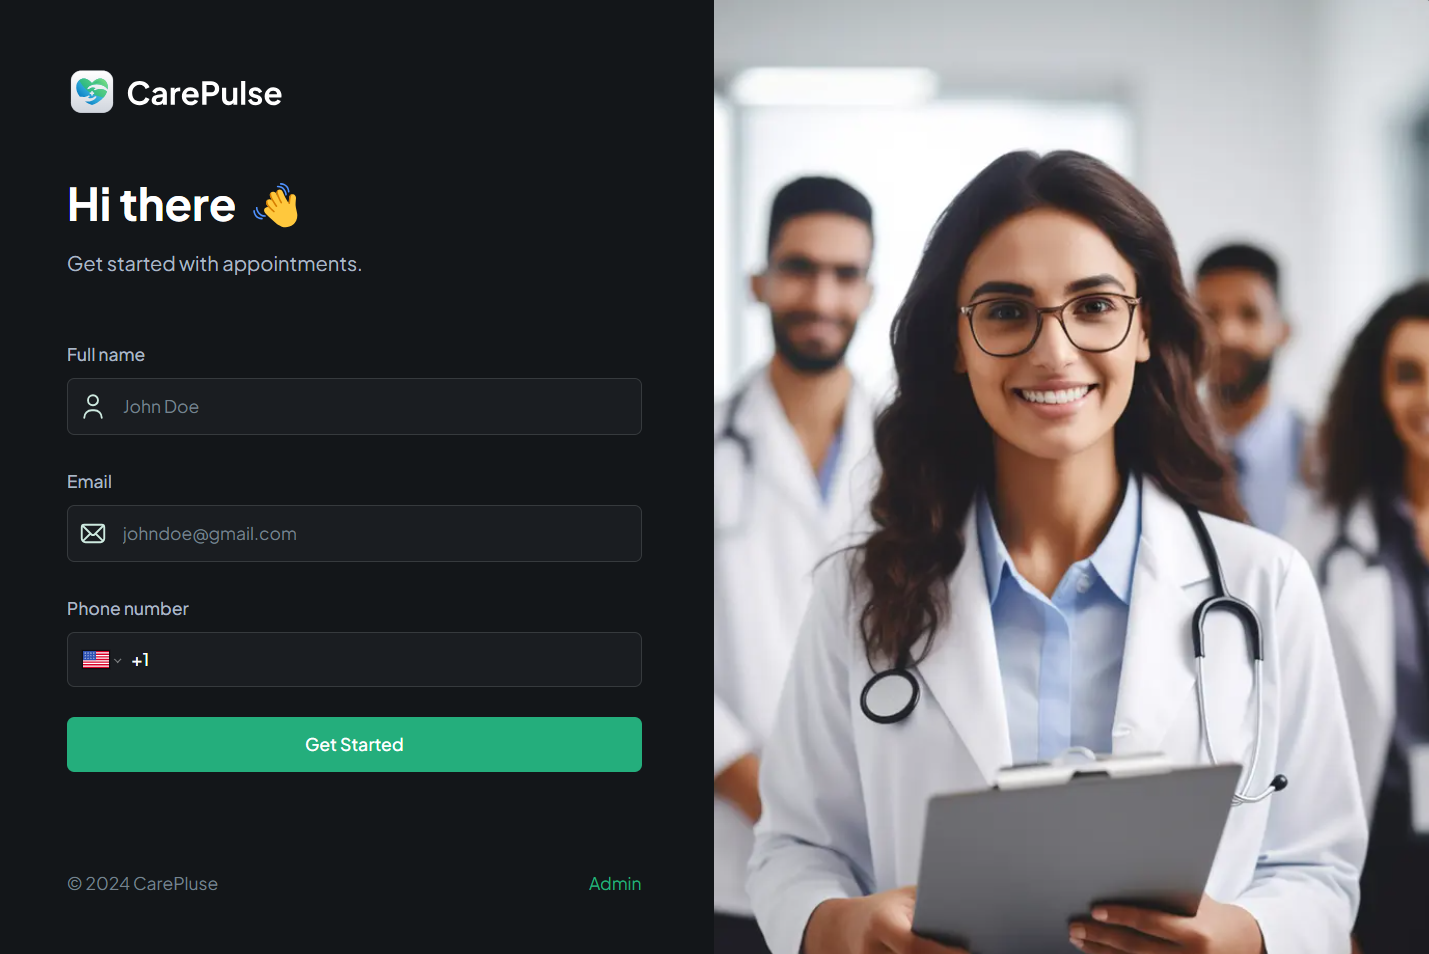 CarePulse
Hi there 👋
Get started with appointments.
Full name
John Doe
Email
johndoe@gmail.com
Phone number
+1
Get Started
© 2024 CarePluse
Admin